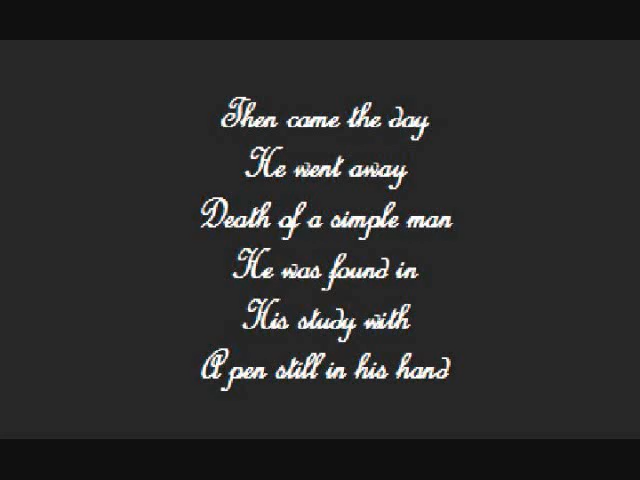 Then came the day
He went away
Death of a simple man
He was found in
His study with
A pen still in his hand